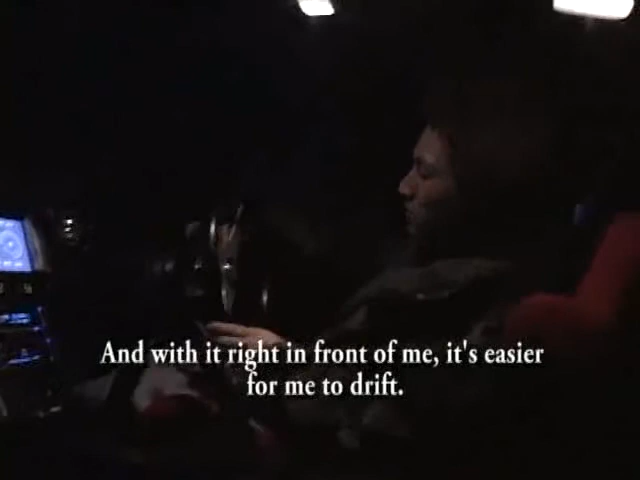 And with it right in front of me, it's easier
for me to drift.